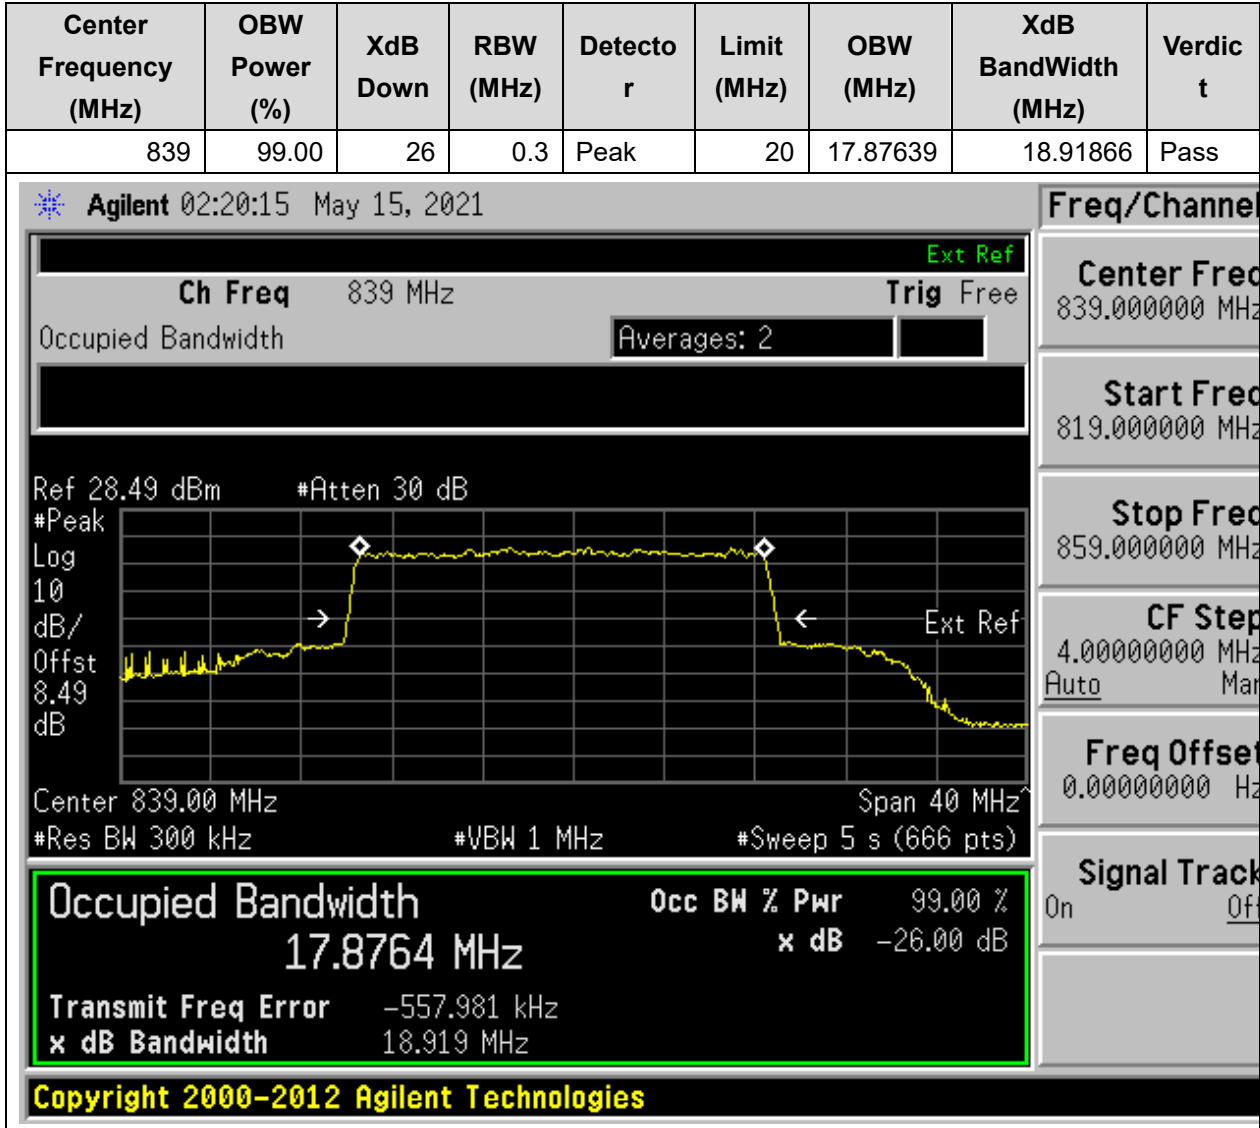 Center Frequency (MHz) OBW Power (%) XdB Down RBW (MHz) Detecto r Limit (MHz) OBW (MHz) XdB BandWidth (MHz) Verdic t
839 99.00 26 0.3 Peak 20 17.87639 18.91866 Pass
Agilent 02:20:15 May 15, 2021
Freq/Channel
Ext Ref
Ch Freq 839 MHz Trig Free
Occupied Bandwidth Averages: 2
Center Freq
839.000000 MHz
Start Freq
819.000000 MHz
Stop Freq
859.000000 MHz
CF Step
4.00000000 MHz
Auto Man
Freq Offset
0.00000000 Hz
Signal Track
On Off
Ref 28.49 dBm #Atten 30 dB
#Peak
Log
10
dB/
Offst
8.49
dB
Ext Ref
Center 839.00 MHz Span 40 MHz^
#Res BW 300 kHz #VBW 1 MHz #Sweep 5 s (666 pts)
Occupied Bandwidth Occ BW % Pwr 99.00 %
17.8764 MHz x dB -26.00 dB
Transmit Freq Error -557.981 kHz
x dB Bandwidth 18.919 MHz
Copyright 2000-2012 Agilent Technologies